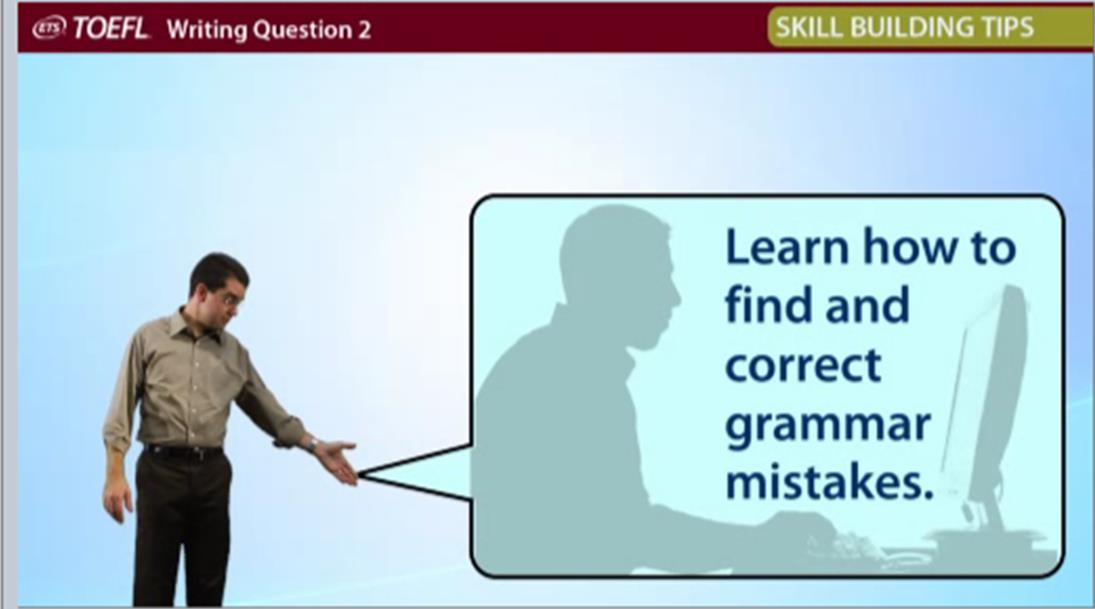 ETS TOEFL Writing Question 2
SKILL BUILDING TIPS
Learn how to
find and
correct
grammar
mistakes.